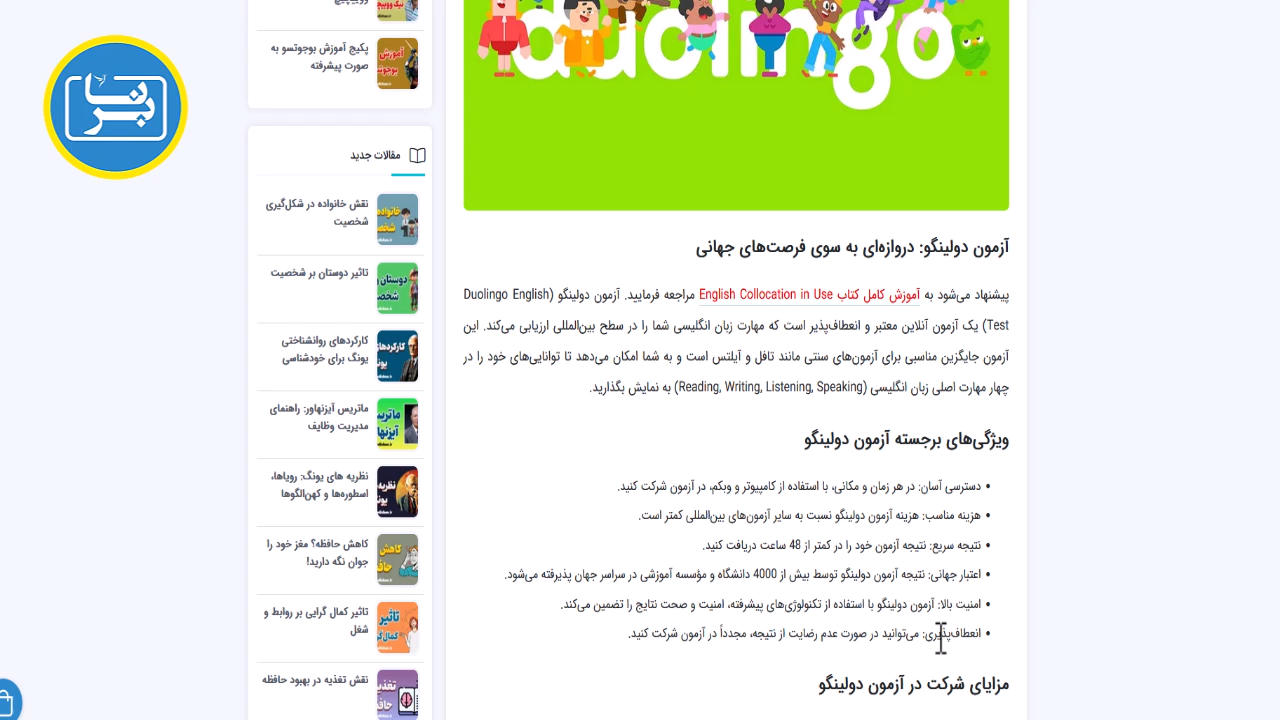 duolingo
برنا
آزمون دولینگو: دروازه‌ای به سوی فرصت‌های جهانی
پیشنهاد می‌شود به آموزش کامل کتاب English Collocation in Use مراجعه فرمایید. آزمون دولینگو (Duolingo English
Test) یک آزمون آنلاین معتبر و انعطاف‌پذیر است که مهارت زبان انگلیسی شما را در سطح بین‌المللی ارزیابی می‌کند. این
آزمون جایگزین مناسبی برای آزمون‌های سنتی مانند تافل و آیلتس است و به شما امکان می‌دهد تا توانایی‌های خود را در
چهار مهارت اصلی زبان انگلیسی (Reading, Writing, Listening, Speaking) به نمایش بگذارید.
ویژگی‌های برجسته آزمون دولینگو
• دسترسی آسان: در هر زمان و مکانی، با استفاده از کامپیوتر و وبکم، در آزمون شرکت کنید.
• هزینه مناسب: هزینه آزمون دولینگو نسبت به سایر آزمون‌های بین‌المللی کمتر است.
• نتیجه سریع: نتیجه آزمون خود را در کمتر از 48 ساعت دریافت کنید.
• اعتبار جهانی: نتیجه آزمون دولینگو توسط بیش از 4000 دانشگاه و مؤسسه آموزشی در سراسر جهان پذیرفته می‌شود.
• امنیت بالا: آزمون دولینگو با استفاده از تکنولوژی‌های پیشرفته، امنیت و صحت نتایج را تضمین می‌کند.
• انعطاف‌پذیری: می‌توانید در صورت عدم رضایت از نتیجه، مجدداً در آزمون شرکت کنید.
مزایای شرکت در آزمون دولینگو
پکیج آموزش بوجوتسو به
صورت پیشرفته
مقالات جدید
نقش خانواده در شکل‌گیری
شخصیت
تاثیر دوستان بر شخصیت
کارکردهای روانشناختی
یونگ برای خودشناسی
ماتریس آیزنهاور: راهنمای
مدیریت وظایف
نظریه های یونگ: رویاها،
اسطوره‌ها و کهن‌الگوها
کاهش حافظه؟ مغز خود را
جوان نگه دارید!
تاثیر کمال گرایی بر روابط و
شغل
نقش تغذیه در بهبود حافظه